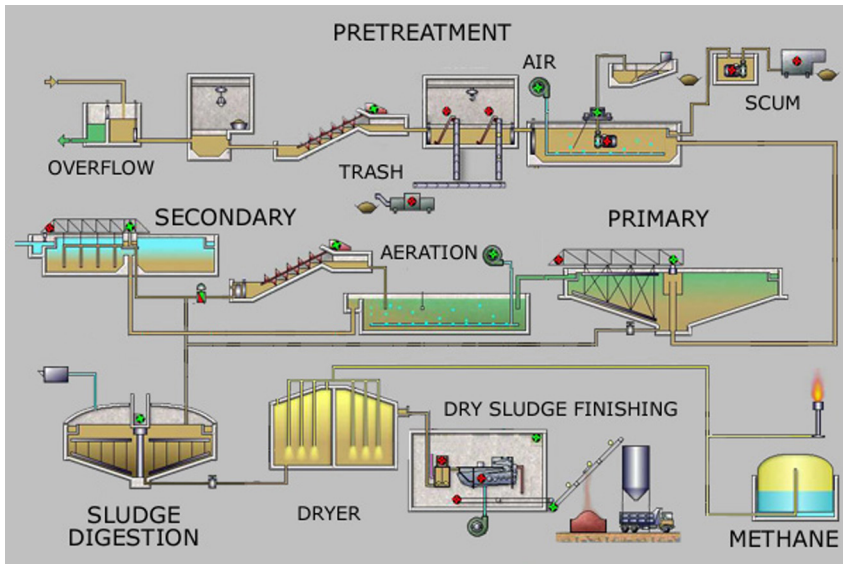 PRETREATMENT
AIR
SCUM
OVERFLOW
TRASH
SECONDARY
PRIMARY
AERATION
DRY SLUDGE FINISHING
SLUDGE
DIGESTION
DRYER
METHANE